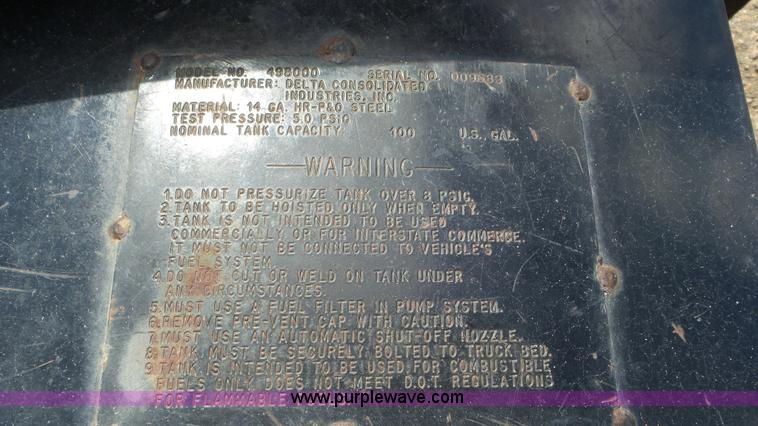 MODEL NO. 498000 SERIAL NO. 009583
MANUFACTURER: DELTA CONSOLIDATED
INDUSTRIES, INC.
MATERIAL: 14 GA. HR-P&O STEEL
TEST PRESSURE: 5.0 PSIG
NOMINAL TANK CAPACITY 100 U.S. GAL.
WARNING
1. DO NOT PRESSURIZE TANK OVER 8 PSIG.
2. TANK TO BE HOISTED ONLY WHEN EMPTY.
3. TANK IS NOT INTENDED TO BE USED
COMMERCIALLY OR FOR INTERSTATE COMMERCE.
IT MUST NOT BE CONNECTED TO VEHICLE'S
FUEL SYSTEM.
4. DO NOT CUT OR WELD ON TANK UNDER
ANY CIRCUMSTANCES.
5. MUST USE A FUEL FILTER IN PUMP SYSTEM.
6. REMOVE PRE-VENT CAP WITH CAUTION.
7. MUST USE AN AUTOMATIC SHUT-OFF NOZZLE.
8. TANK MUST BE SECURELY BOLTED TO TRUCK BED.
9. TANK IS INTENDED TO BE USED FOR COMBUSTIBLE
FUELS ONLY. DOES NOT MEET D.O.T. REGULATIONS
FOR FLAMMABLE
www.purplewave.com